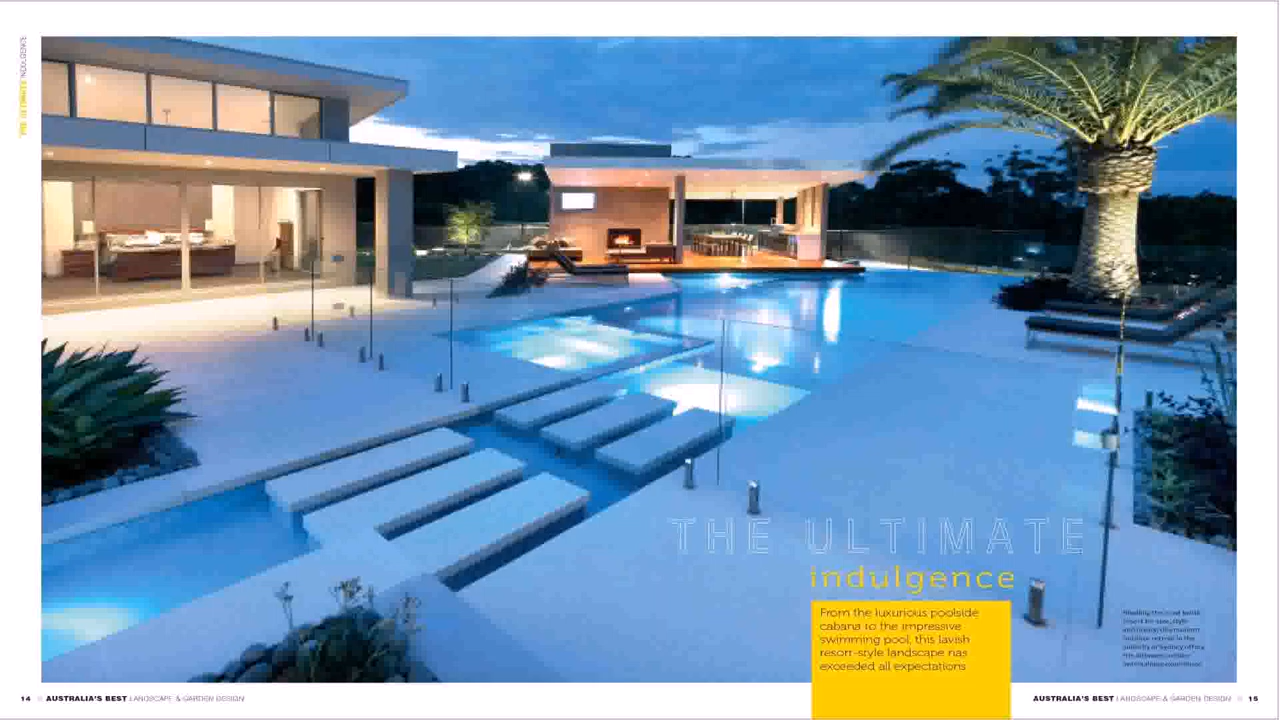 THE ULTIMATE INDULGENCE
THE ULTIMATE
indulgence
From the luxurious poolside
cabana to the impressive
swimming pool, this lavish
resort-style landscape has
exceeded all expectations
14 AUSTRALIA'S BEST LANDSCAPE & GARDEN DESIGN
AUSTRALIA'S BEST LANDSCAPE & GARDEN DESIGN 15